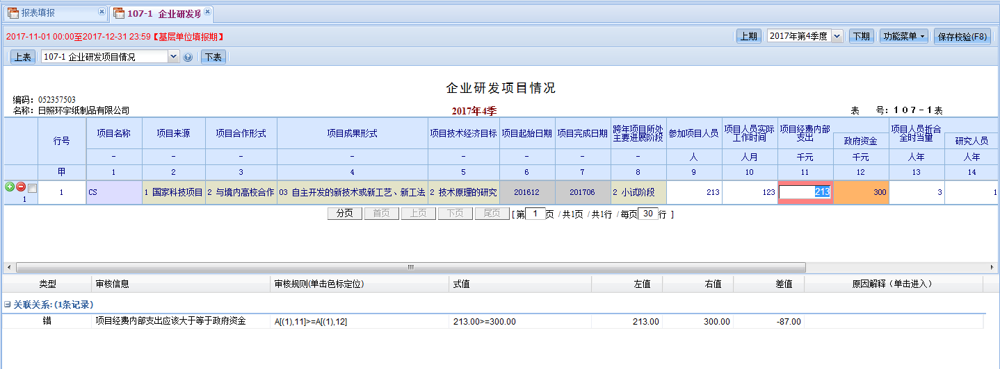 报表填报
107-1 企业研发项
2017-11-01 00:00至2017-12-31 23:59【基层单位填报期】
上期 2017年第4季度 下期 功能菜单 保存校验(F8)
上表 107-1 企业研发项目情况 下表
企业研发项目情况
编码: 052357503
名称: 日照环宇纸制品有限公司
2017年4季
表 号: 107-1表
行号 项目名称 项目来源 项目合作形式 项目成果形式 项目技术经济目标 项目起始日期 项目完成日期 跨年项目所处主要进展阶段 参加项目人员 项目人员实际工作时间 项目经费内部支出 政府资金 项目人员折合全时当量 研究人员
- - - - - - - - 人 人月 千元 千元 人年 人年
甲 1 2 3 4 5 6 7 8 9 10 11 12 13 14
1 1 CS 1 国家科技项目 2 与境内高校合作 03 自主开发的新技术或新工艺、新工法 2 技术原理的研究 201612 201706 2 小试阶段 213 123 213 300 3 1
分页 首页 上页 下页 尾页 [ 第 1 页 / 共1页 / 共1行 / 每页 30 行 ]
类型 审核信息 审核规则(单击色标定位) 式值 左值 右值 差值 原因解释（单击进入）
关联关系: (1条记录)
错 项目经费内部支出应该大于等于政府资金 A[(1),11]>=A[(1),12] 213.00>=300.00 213.00 300.00 -87.00